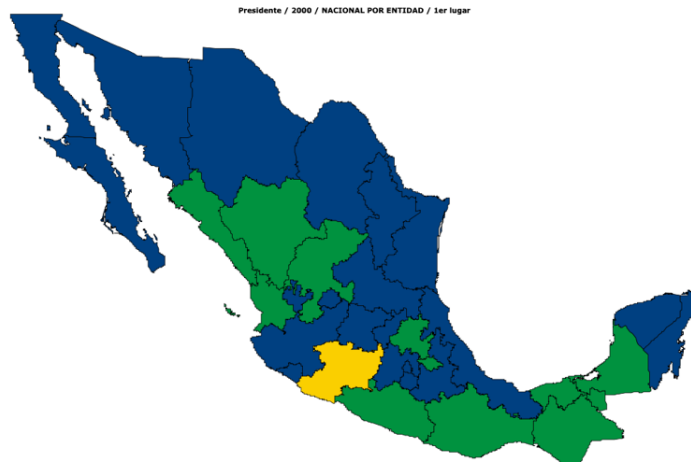 Presidente / 2000 / NACIONAL POR ENTIDAD / 1er lugar